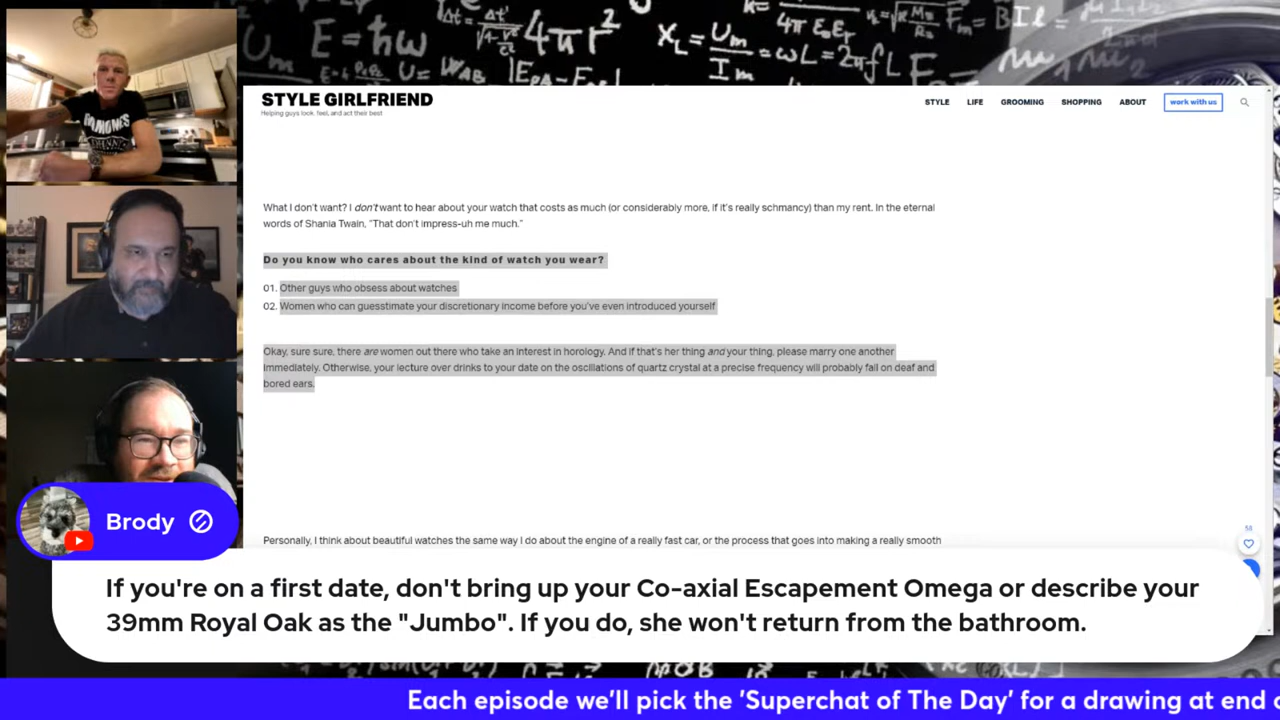 E = ħω
4πr²
STYLE GIRLFRIEND
Helping guys look, feel, and act their best
STYLE LIFE GROOMING SHOPPING ABOUT work with us
RAMONES
What I don't want? I don't want to hear about your watch that costs as much (or considerably more, if it's really schmancy) than my rent. In the eternal
words of Shania Twain, "That don't impress-uh me much."
Do you know who cares about the kind of watch you wear?
01. Other guys who obsess about watches
02. Women who can guesstimate your discretionary income before you've even introduced yourself
Okay, sure sure, there are women out there who take an interest in horology. And if that's her thing and your thing, please marry one another
immediately. Otherwise, your lecture over drinks to your date on the oscillations of quartz crystal at a precise frequency will probably fall on deaf and
bored ears.
Personally, I think about beautiful watches the same way I do about the engine of a really fast car, or the process that goes into making a really smooth
58
Brody
If you're on a first date, don't bring up your Co-axial Escapement Omega or describe your
39mm Royal Oak as the "Jumbo". If you do, she won't return from the bathroom.
Each episode we'll pick the 'Superchat of The Day' for a drawing at end